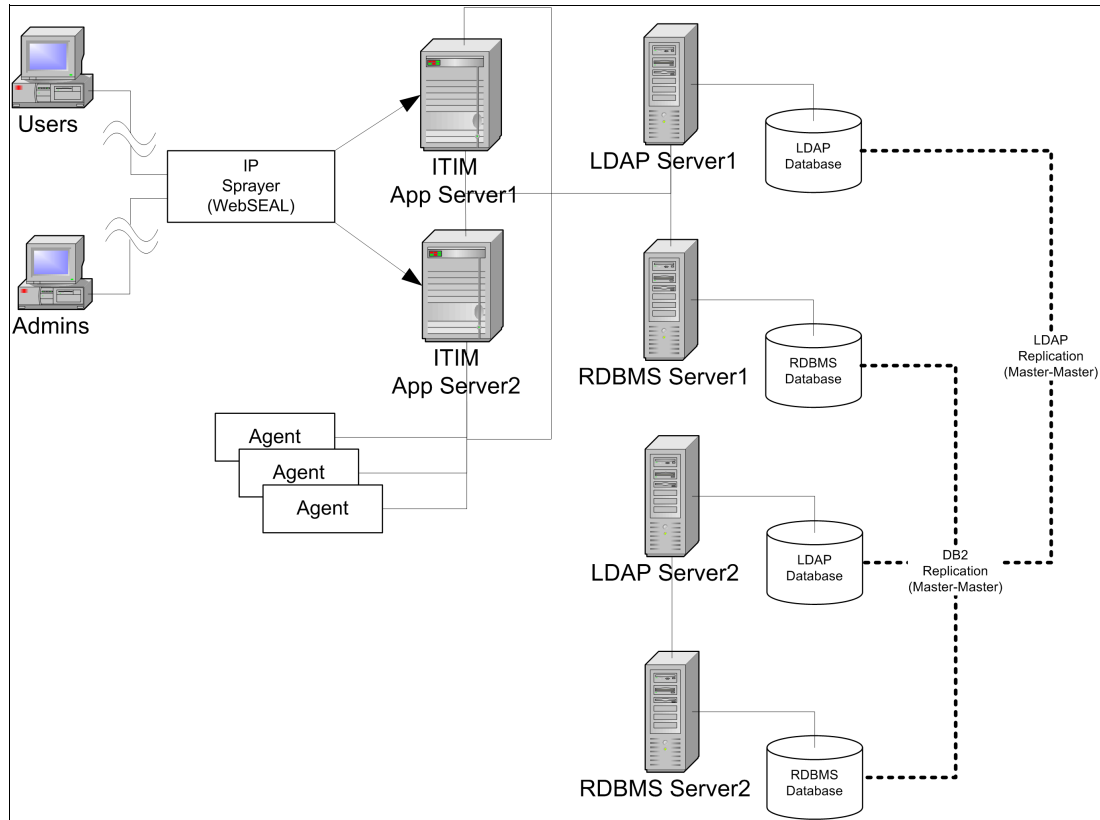 Users
IP
Sprayer
(WebSEAL)
Admins
ITIM
App Server1
ITIM
App Server2
Agent
Agent
Agent
LDAP Server1
LDAP
Database
RDBMS Server1
RDBMS
Database
LDAP
Replication
(Master-Master)
LDAP Server2
LDAP
Database
DB2
Replication
(Master-Master)
RDBMS Server2
RDBMS
Database